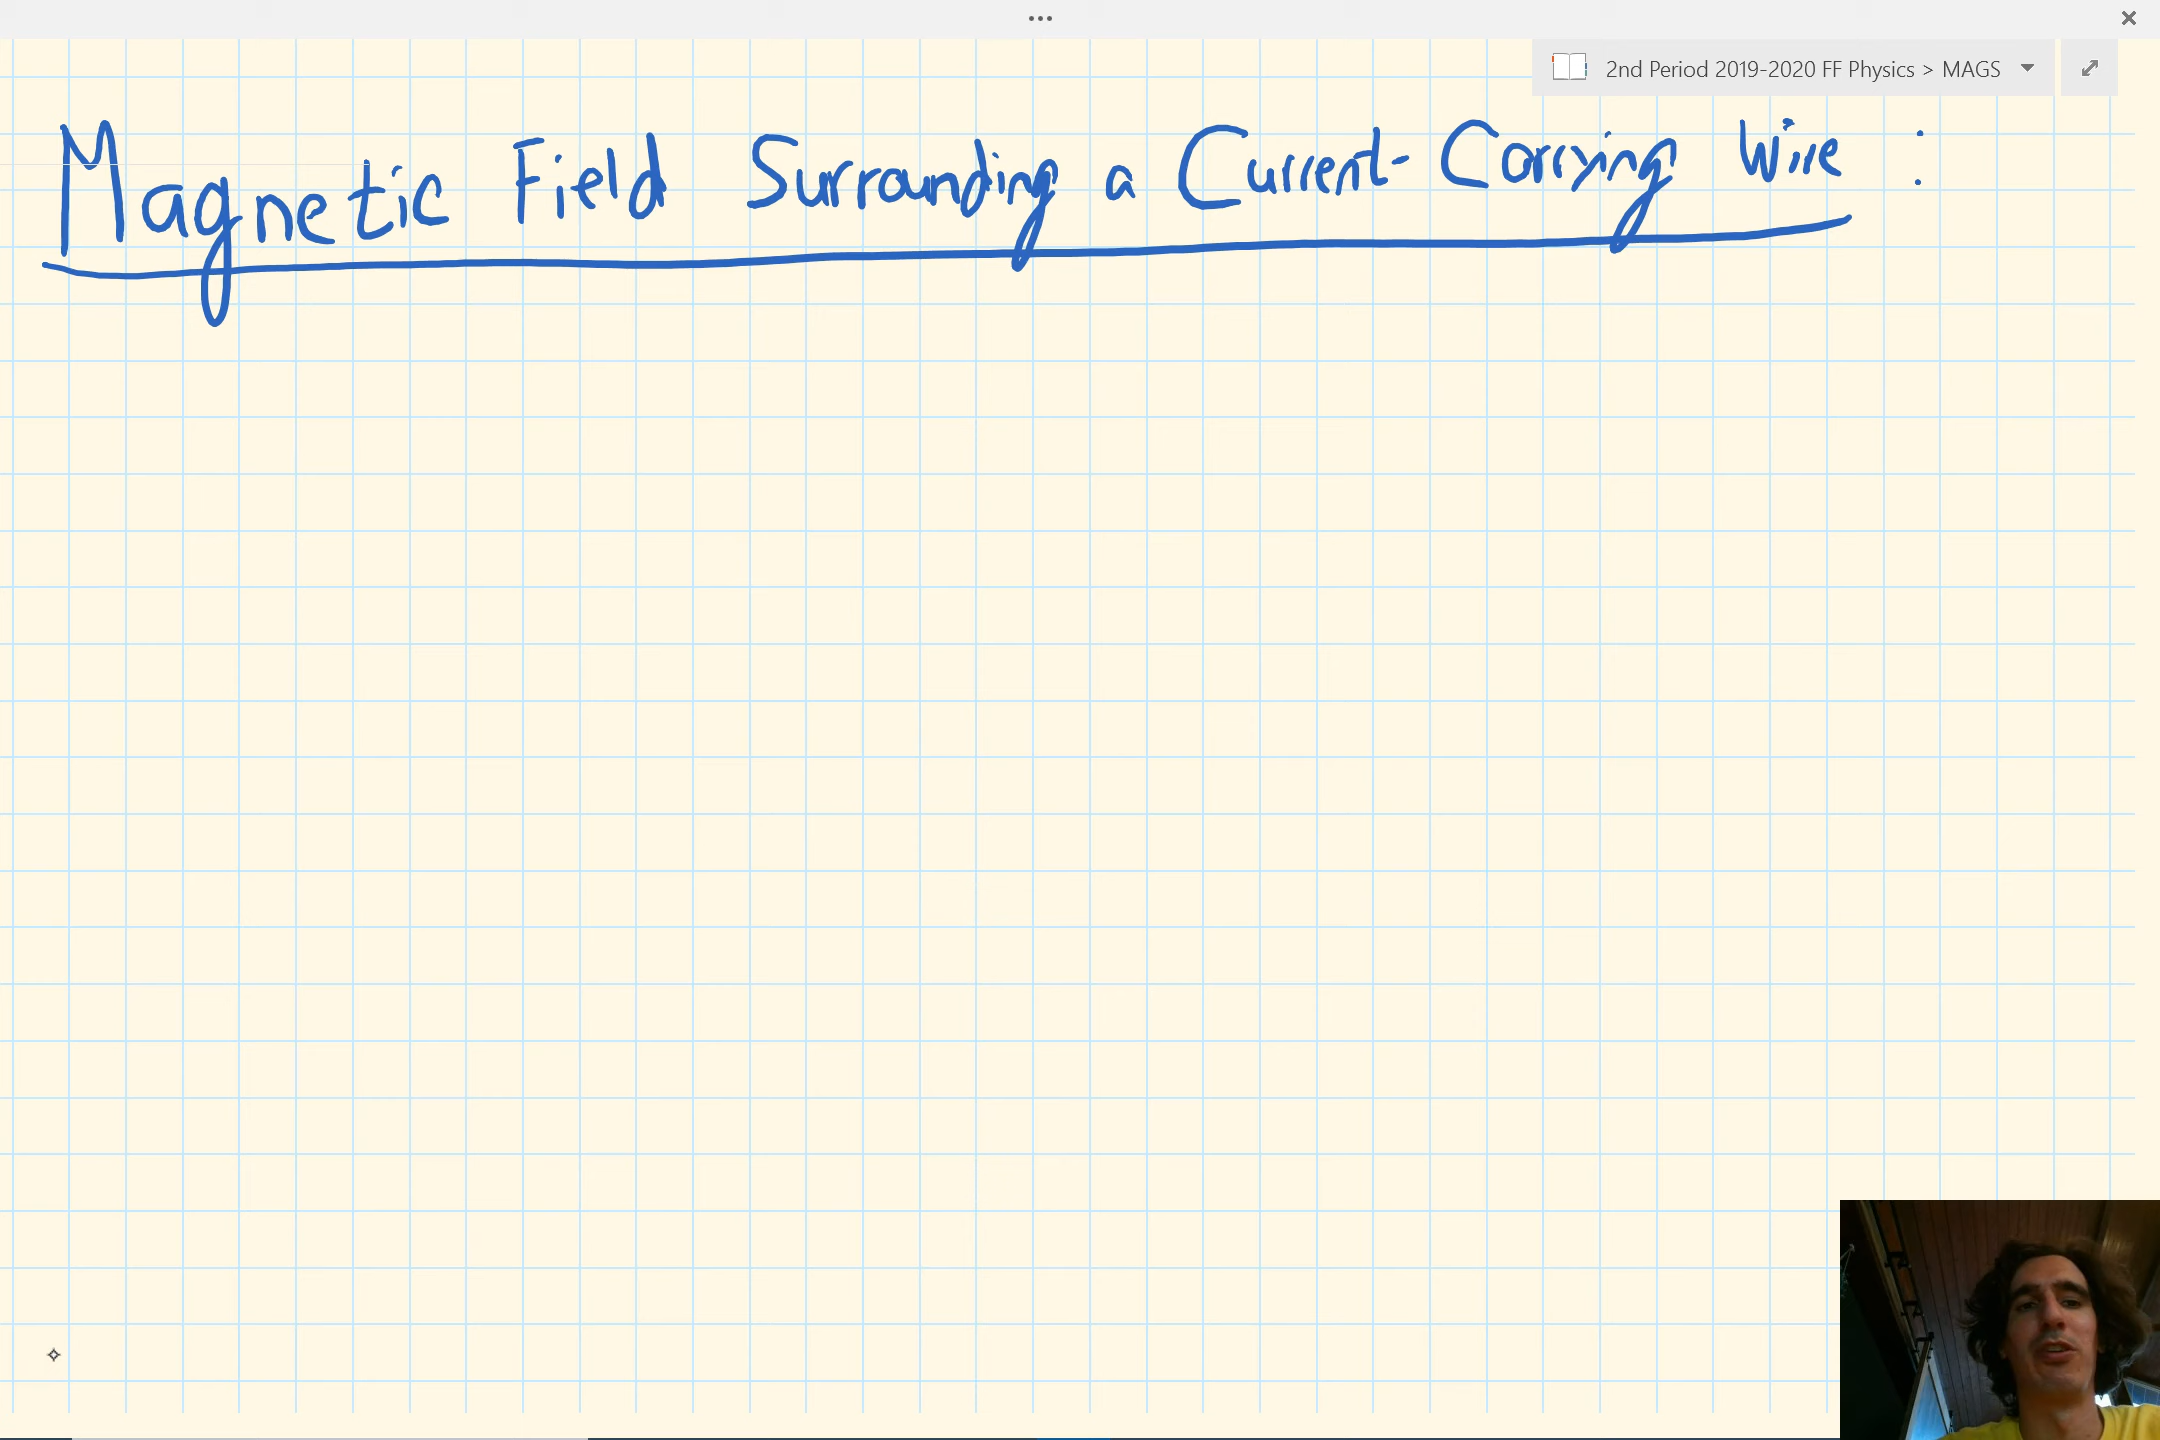 2nd Period 2019-2020 FF Physics > MAGS
Magnetic Field Surrounding a Current-Carrying Wire :